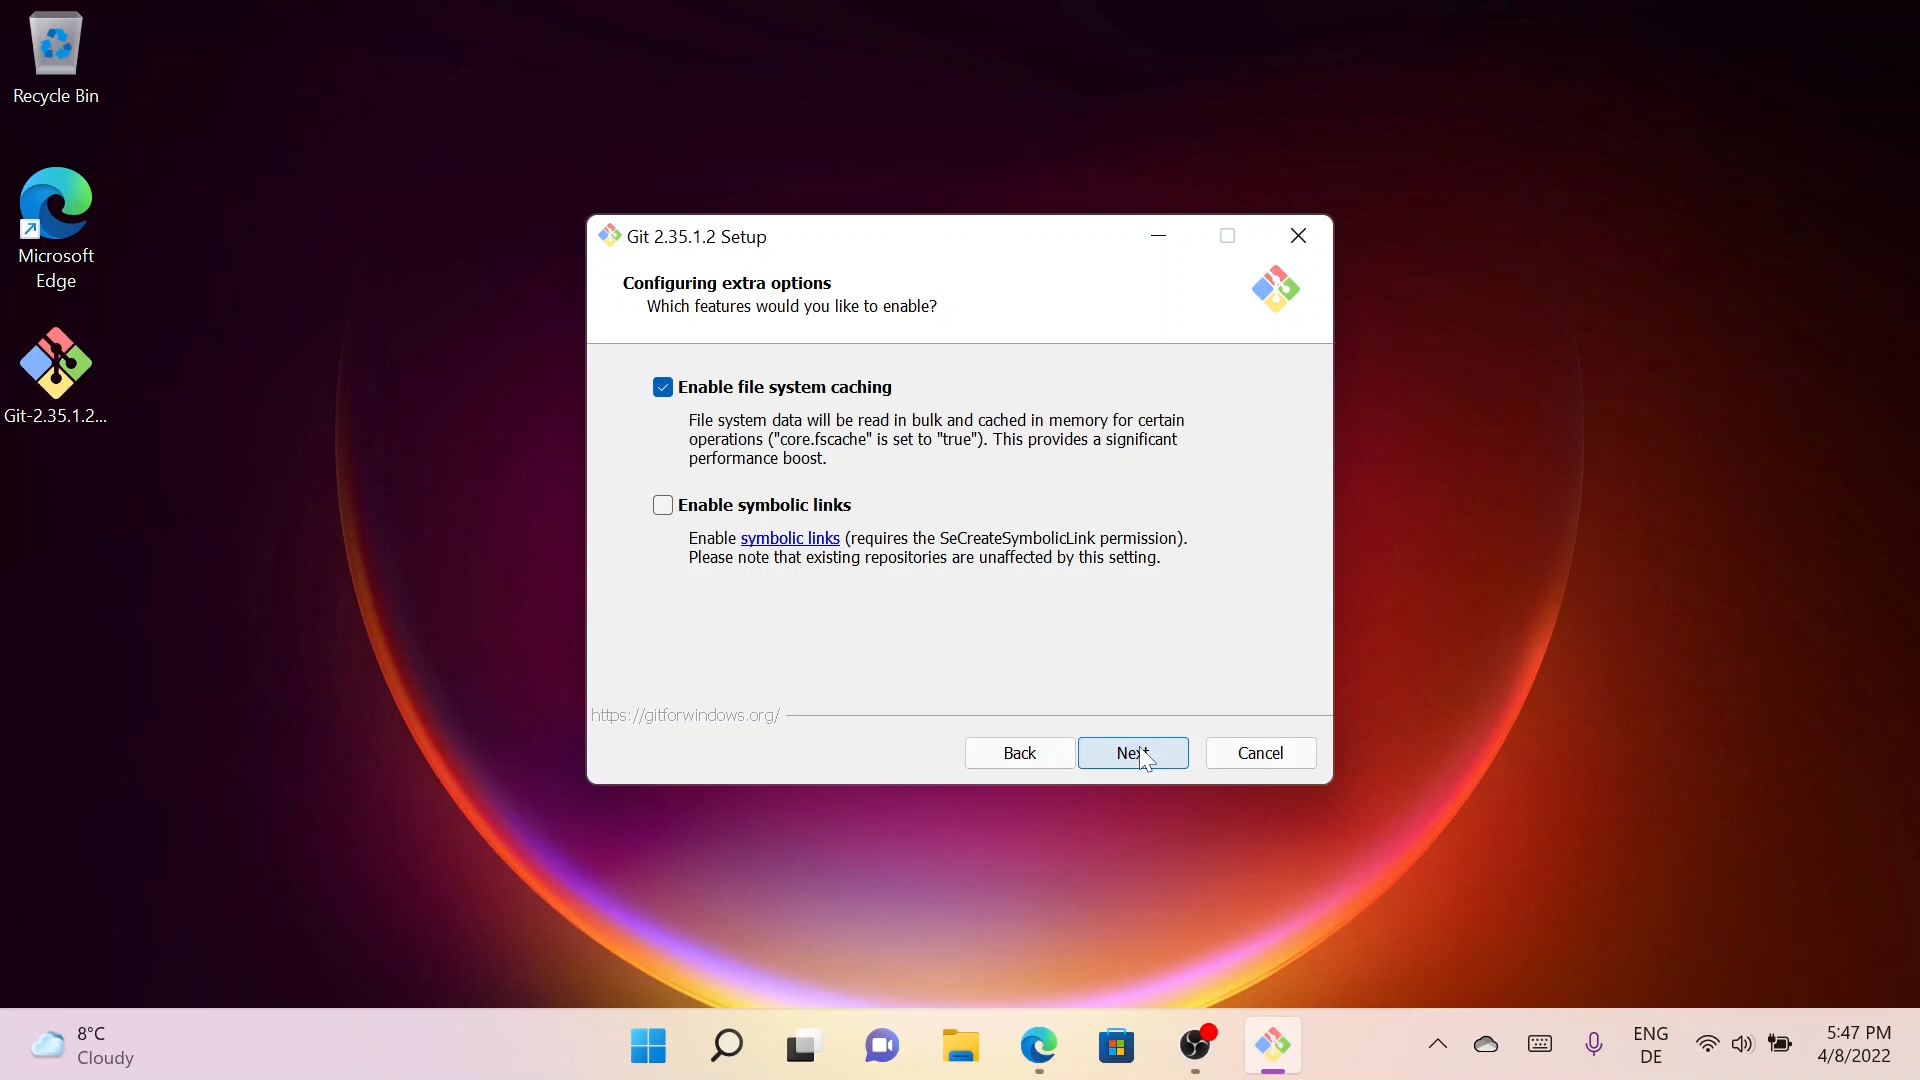 Recycle Bin
Microsoft
Edge
Git-2.35.1.2...
Git 2.35.1.2 Setup
Configuring extra options
Which features would you like to enable?
Enable file system caching
File system data will be read in bulk and cached in memory for certain
operations ("core.fscache" is set to "true"). This provides a significant
performance boost.
Enable symbolic links
Enable symbolic links (requires the SeCreateSymbolicLink permission).
Please note that existing repositories are unaffected by this setting.
https://gitforwindows.org/
Back Next Cancel
8°C
Cloudy
ENG
DE
5:47 PM
4/8/2022